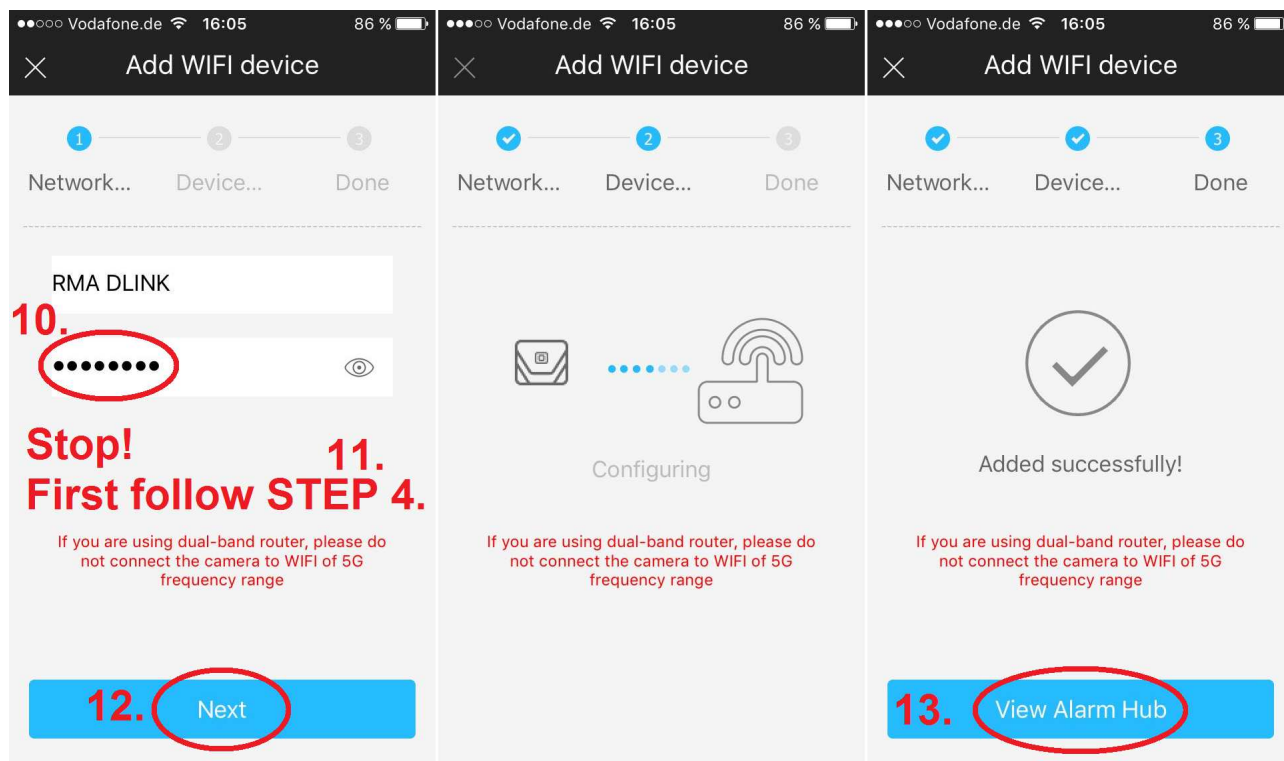 Vodafone.de 16:05 86 %
Add WIFI device
1 2 3
Network... Device... Done
RMA DLINK
10.
••••••••
Stop! 11.
First follow STEP 4.
If you are using dual-band router, please do
not connect the camera to WIFI of 5G
frequency range
12. Next
Vodafone.de 16:05 86 %
Add WIFI device
2 3
Network... Device... Done
Configuring
If you are using dual-band router, please do
not connect the camera to WIFI of 5G
frequency range
Vodafone.de 16:05 86 %
Add WIFI device
3
Network... Device... Done
Added successfully!
If you are using dual-band router, please do
not connect the camera to WIFI of 5G
frequency range
13. View Alarm Hub